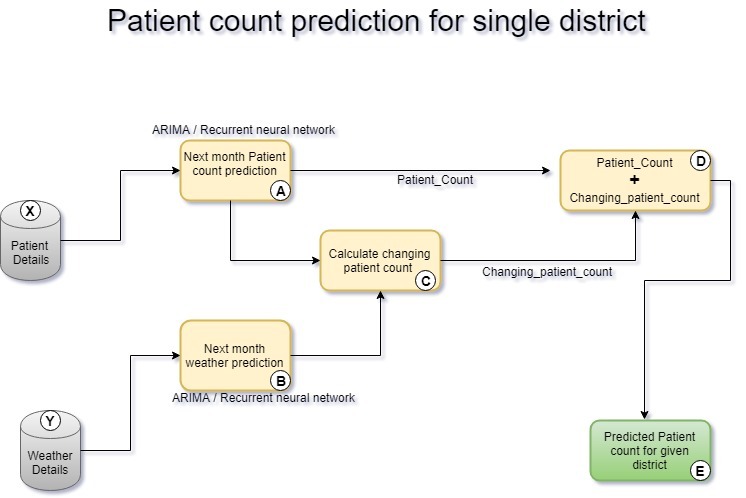 Patient count prediction for single district
ARIMA / Recurrent neural network
Next month Patient
count prediction
A
Patient_Count
Patient_Count
+
Changing_patient_count
D
X
Patient
Details
Calculate changing
patient count
C
Changing_patient_count
Next month
weather prediction
B
ARIMA / Recurrent neural network
Y
Weather
Details
Predicted Patient
count for given
district
E